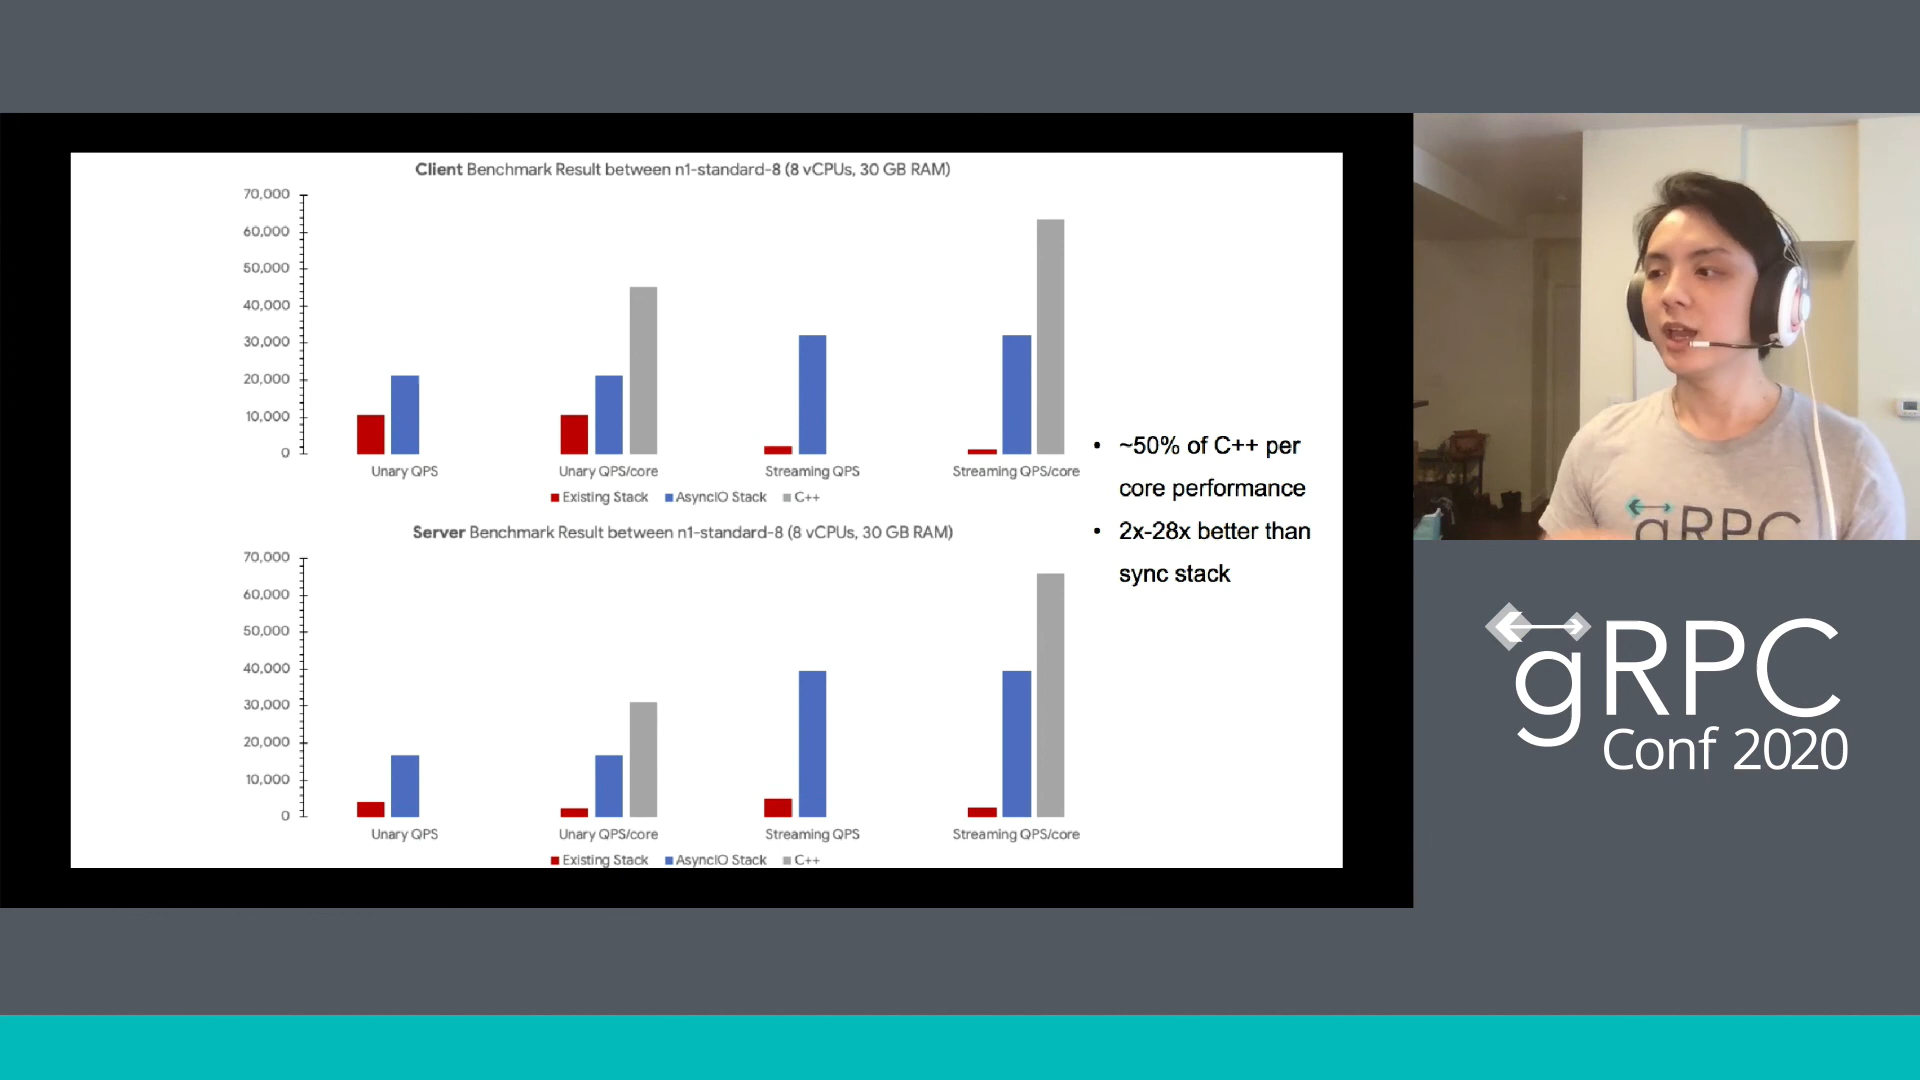 Client Benchmark Result between n1-standard-8 (8 vCPUs, 30 GB RAM)
70,000
60,000
50,000
40,000
30,000
20,000
10,000
0
Unary QPS
Unary QPS/core
Streaming QPS
Streaming QPS/core
Existing Stack
AsyncIO Stack
C++
Server Benchmark Result between n1-standard-8 (8 vCPUs, 30 GB RAM)
70,000
60,000
50,000
40,000
30,000
20,000
10,000
0
Unary QPS
Unary QPS/core
Streaming QPS
Streaming QPS/core
Existing Stack
AsyncIO Stack
C++
• ~50% of C++ per
core performance
• 2x-28x better than
sync stack
gRPC
gRPC
Conf 2020